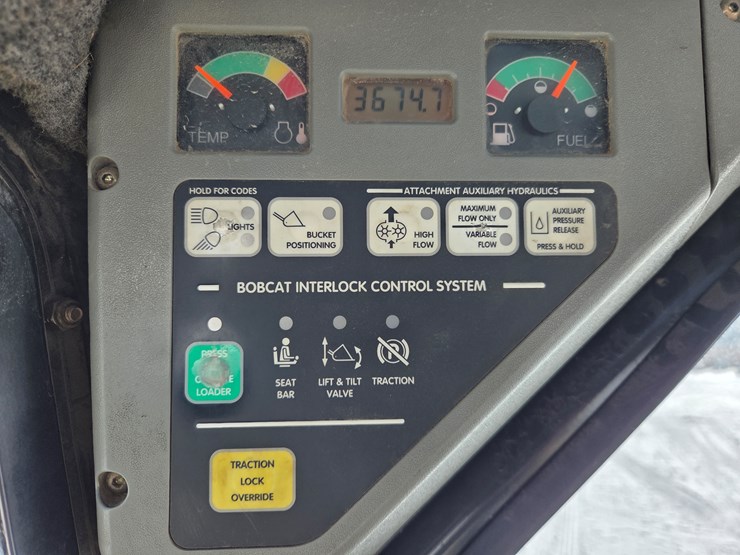 TEMP
3674.7
FUEL
HOLD FOR CODES
ATTACHMENT AUXILIARY HYDRAULICS
LIGHTS
BUCKET
POSITIONING
HIGH
FLOW
MAXIMUM
FLOW ONLY
VARIABLE
FLOW
AUXILIARY
PRESSURE
RELEASE
PRESS & HOLD
BOBCAT INTERLOCK CONTROL SYSTEM
PRESS
LOADER
SEAT
BAR
LIFT & TILT
VALVE
TRACTION
TRACTION
LOCK
OVERRIDE